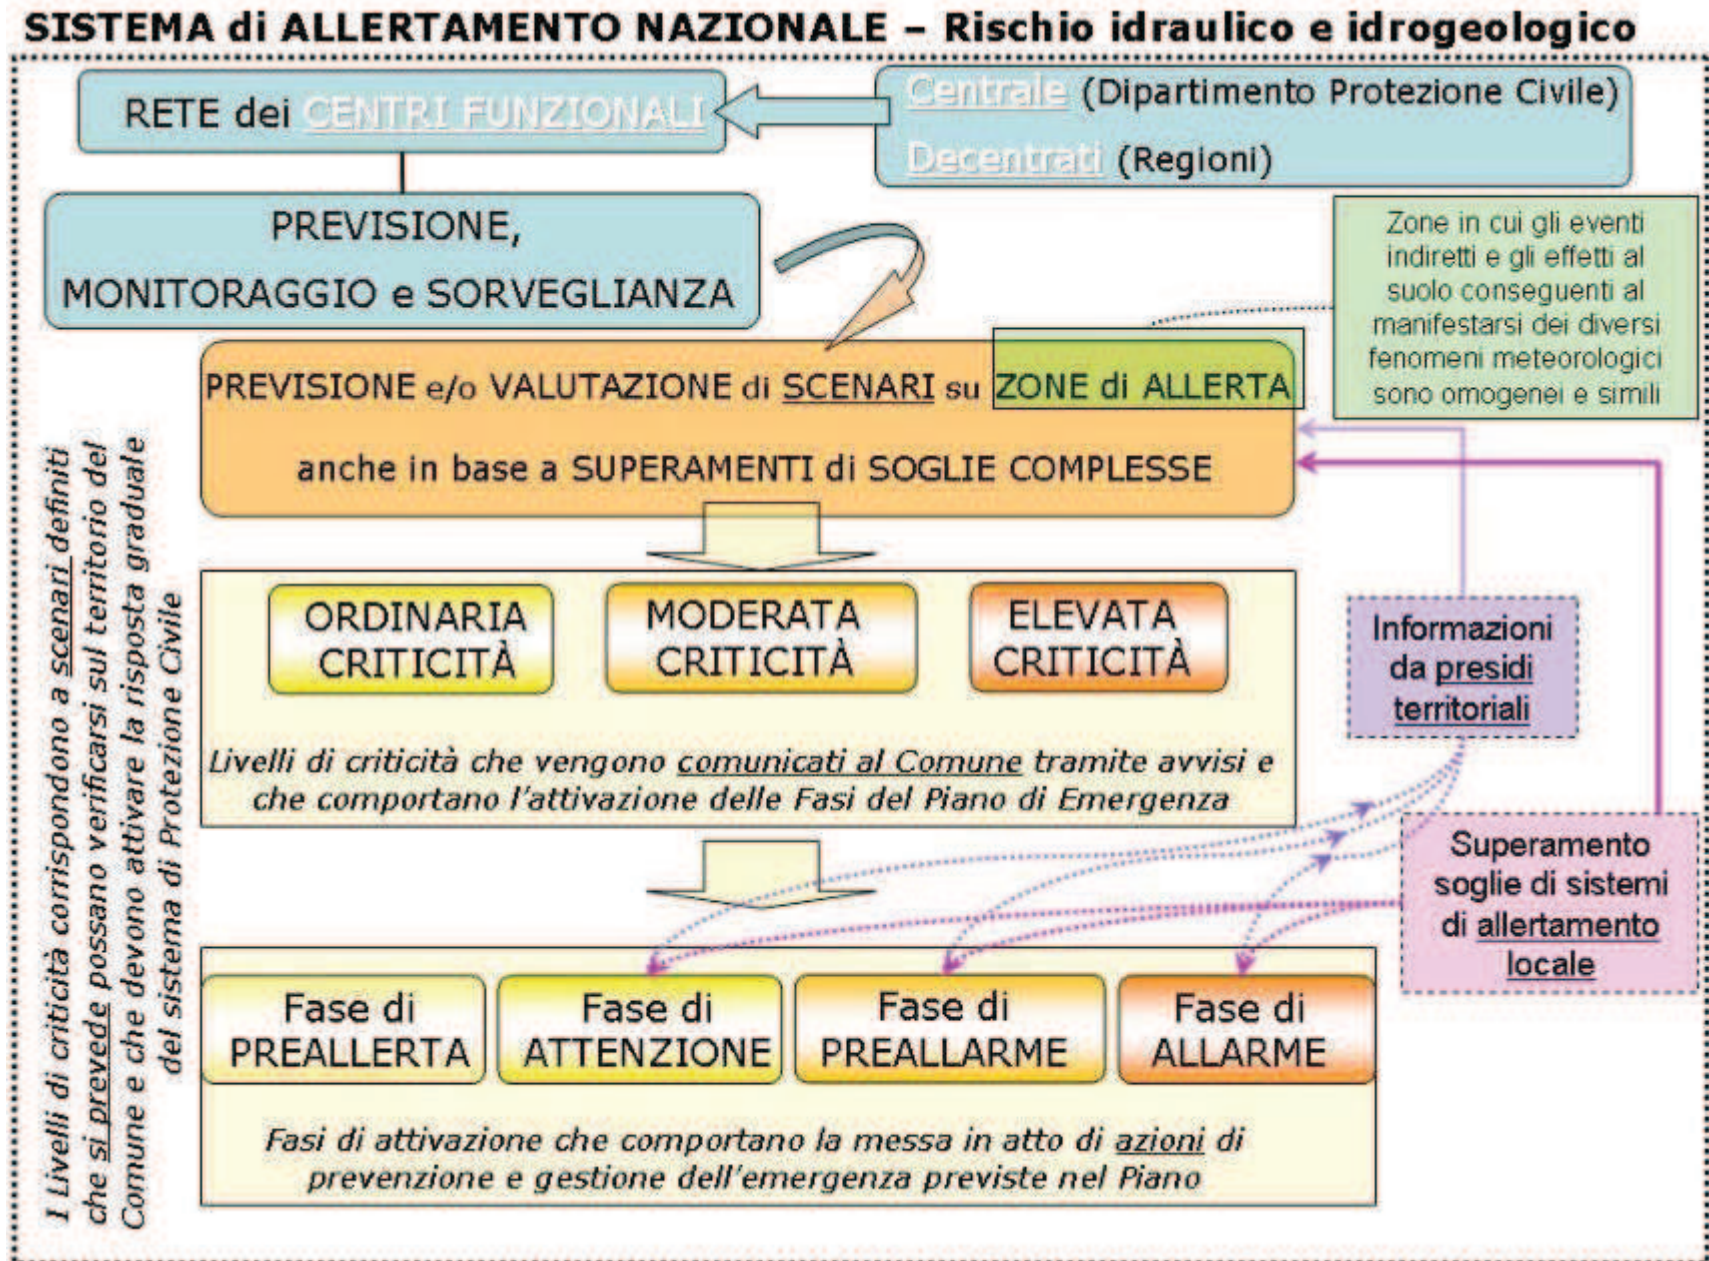 SISTEMA di ALLERTAMENTO NAZIONALE – Rischio idraulico e idrogeologico
RETE dei CENTRI FUNZIONALI
Centrale (Dipartimento Protezione Civile)
Decentrati (Regioni)
PREVISIONE,
MONITORAGGIO e SORVEGLIANZA
Zone in cui gli eventi
indiretti e gli effetti al
suolo conseguenti al
manifestarsi dei diversi
fenomeni meteorologici
sono omogenei e simili
PREVISIONE e/o VALUTAZIONE di SCENARI su ZONE di ALLERTA
anche in base a SUPERAMENTI di SOGLIE COMPLESSE
I Livelli di criticità corrispondono a scenari definiti
che si prevede possano verificarsi sul territorio del
Comune e che devono attivare la risposta graduale
del sistema di Protezione Civile
ORDINARIA
CRITICITÀ
MODERATA
CRITICITÀ
ELEVATA
CRITICITÀ
Livelli di criticità che vengono comunicati al Comune tramite avvisi e
che comportano l'attivazione delle Fasi del Piano di Emergenza
Informazioni
da presidi
territoriali
Superamento
soglie di sistemi
di allertamento
locale
Fase di
PREALLERTA
Fase di
ATTENZIONE
Fase di
PREALLARME
Fase di
ALLARME
Fasi di attivazione che comportano la messa in atto di azioni di
prevenzione e gestione dell'emergenza previste nel Piano